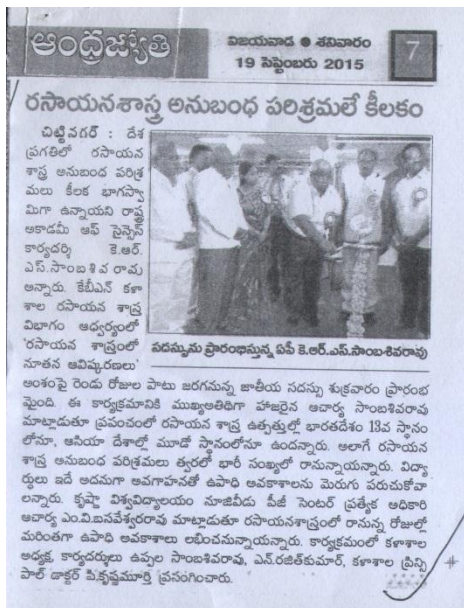 ఆంధ్రజ్యోతి
విజయవాడ ● శనివారం
19 సెప్టెంబరు 2015
7
రసాయనశాస్త్ర అనుబంధ పరిశ్రమలే కీలకం
చిట్టినగర్ : దేశ
ప్రగతిలో రసాయన
శాస్త్ర అనుబంధ పరిశ్ర
మలు కీలక భాగస్వా
మిగా ఉన్నాయని రాష్ట్ర
అకాడమీ ఆఫ్ సైన్సెస్
కార్యదర్శి కె.ఆర్.
ఎస్.సాంబశివ రావు
అన్నారు. కేబీఎన్ కళా
శాల రసాయన శాస్త్ర
విభాగం ఆధ్వర్యంలో
'రసాయన శాస్త్రంలో
నూతన ఆవిష్కరణలు'
సదస్సును ప్రారంభిస్తున్న ఏపీ కె.ఆర్.ఎస్.సాంబశివరావు
అంశంపై రెండు రోజుల పాటు జరగనున్న జాతీయ సదస్సు శుక్రవారం ప్రారంభ
మైంది. ఈ కార్యక్రమానికి ముఖ్యఅతిథిగా హాజరైన ఆచార్య సాంబశివరావు
మాట్లాడుతూ ప్రపంచంలో రసాయన శాస్త్ర ఉత్పత్తుల్లో భారతదేశం 13వ స్థానం
లోనూ, ఆసియా దేశాల్లో మూడో స్థానంలోనూ ఉందన్నారు. అలాగే రసాయన
శాస్త్ర అనుబంధ పరిశ్రమలు త్వరలో భారీ సంఖ్యలో రానున్నాయన్నారు. విద్యా
ర్థులు ఇదే అదనుగా అవగాహనతో ఉపాధి అవకాశాలను మెరుగు పరుచుకోవా
లన్నారు. కృష్ణా విశ్వవిద్యాలయం నూజివీడు పీజీ సెంటర్ ప్రత్యేక అధికారి
ఆచార్య ఎం.వి.బసవేశ్వరరావు మాట్లాడుతూ రసాయనశాస్త్రంలో రానున్న రోజుల్లో
మరింతగా ఉపాధి అవకాశాలు లభించనున్నాయన్నారు. కార్యక్రమంలో కళాశాల
అధ్యక్ష, కార్యదర్శులు ఉప్పల సాంబశివరావు, ఎన్.రజిత్‌కుమార్, కళాశాల ప్రిన్సి
పాల్ డాక్టర్ పి.కృష్ణమూర్తి ప్రసంగించారు.